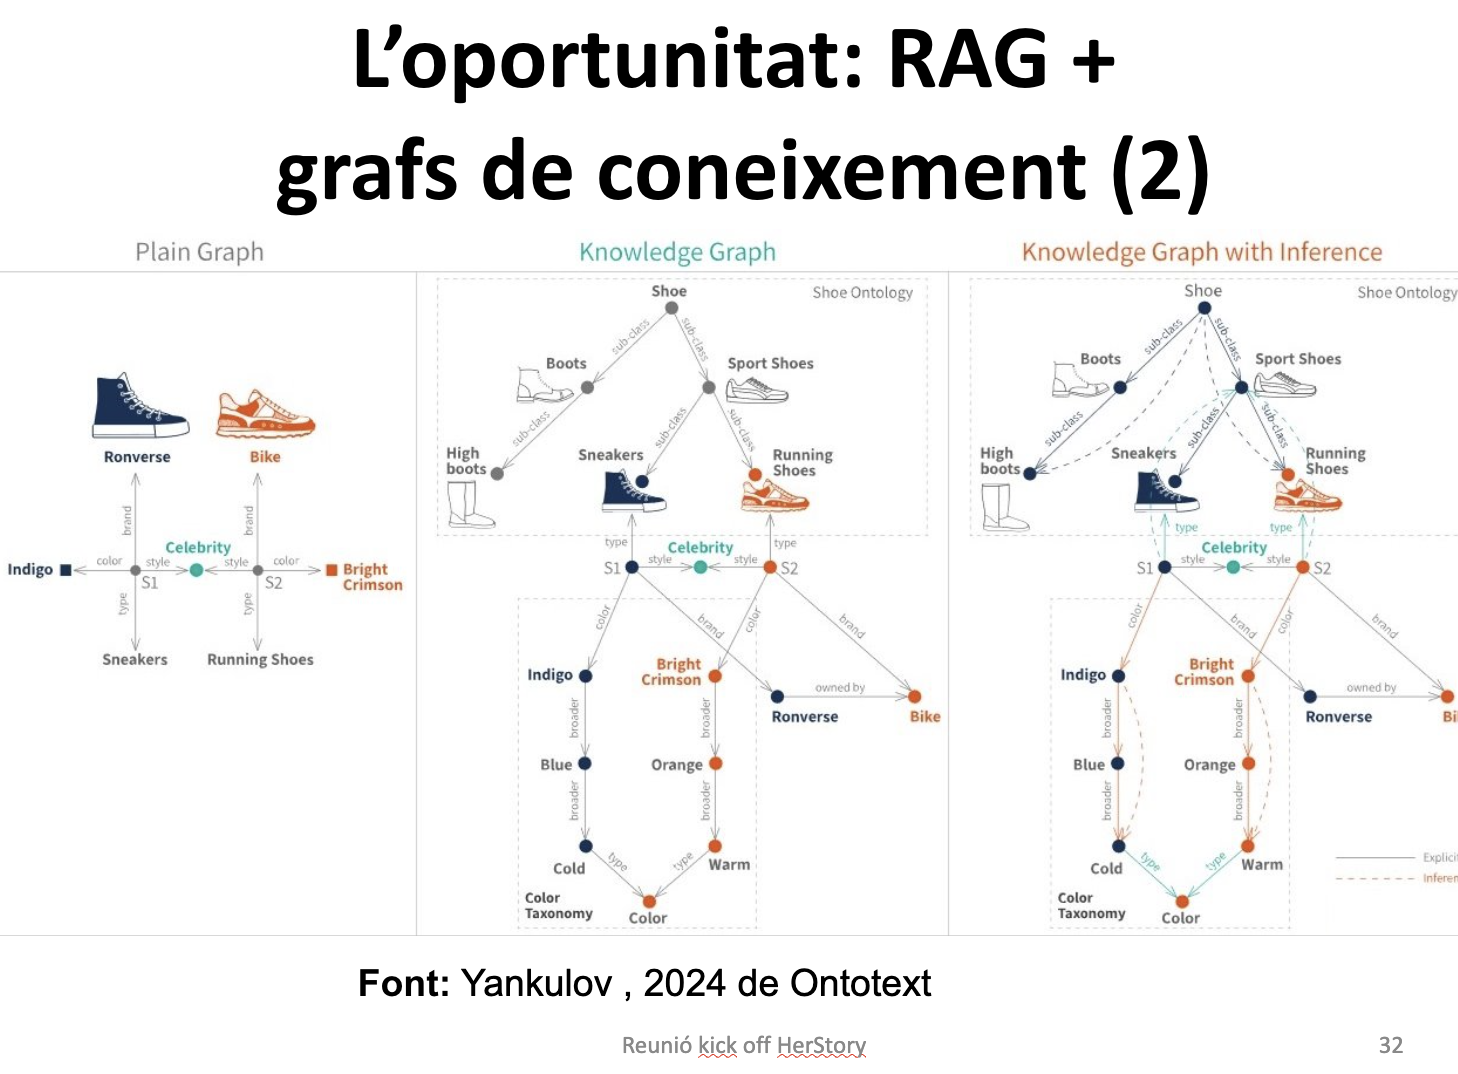 L’oportunitat: RAG +
grafs de coneixement (2)
Plain Graph
Ronverse
Bike
brand
brand
Celebrity
Indigo
color
style
style
color
Bright
Crimson
S1
S2
type
type
Sneakers
Running Shoes
Knowledge Graph
Shoe
Shoe Ontology
sub-class
sub-class
Boots
Sport Shoes
sub-class
sub-class
sub-class
High
boots
Sneakers
Running
Shoes
type
type
Celebrity
S1
style
style
S2
color
brand
color
brand
Indigo
Bright
Crimson
owned by
Ronverse
Bike
broader
broader
Blue
Orange
broader
broader
Cold
type
type
Warm
Color
Taxonomy
Color
Knowledge Graph with Inference
Shoe
Shoe Ontology
sub-class
sub-class
Boots
Sport Shoes
sub-class
sub-class
sub-class
High
boots
Sneakers
Running
Shoes
type
type
Celebrity
S1
style
style
S2
color
brand
color
brand
Indigo
Bright
Crimson
owned by
Ronverse
Bi
broader
broader
Blue
Orange
broader
broader
Cold
type
type
Warm
Color
Taxonomy
Color
Explicit
Inferen
Font: Yankulov , 2024 de Ontotext
Reunió kick off HerStory
32